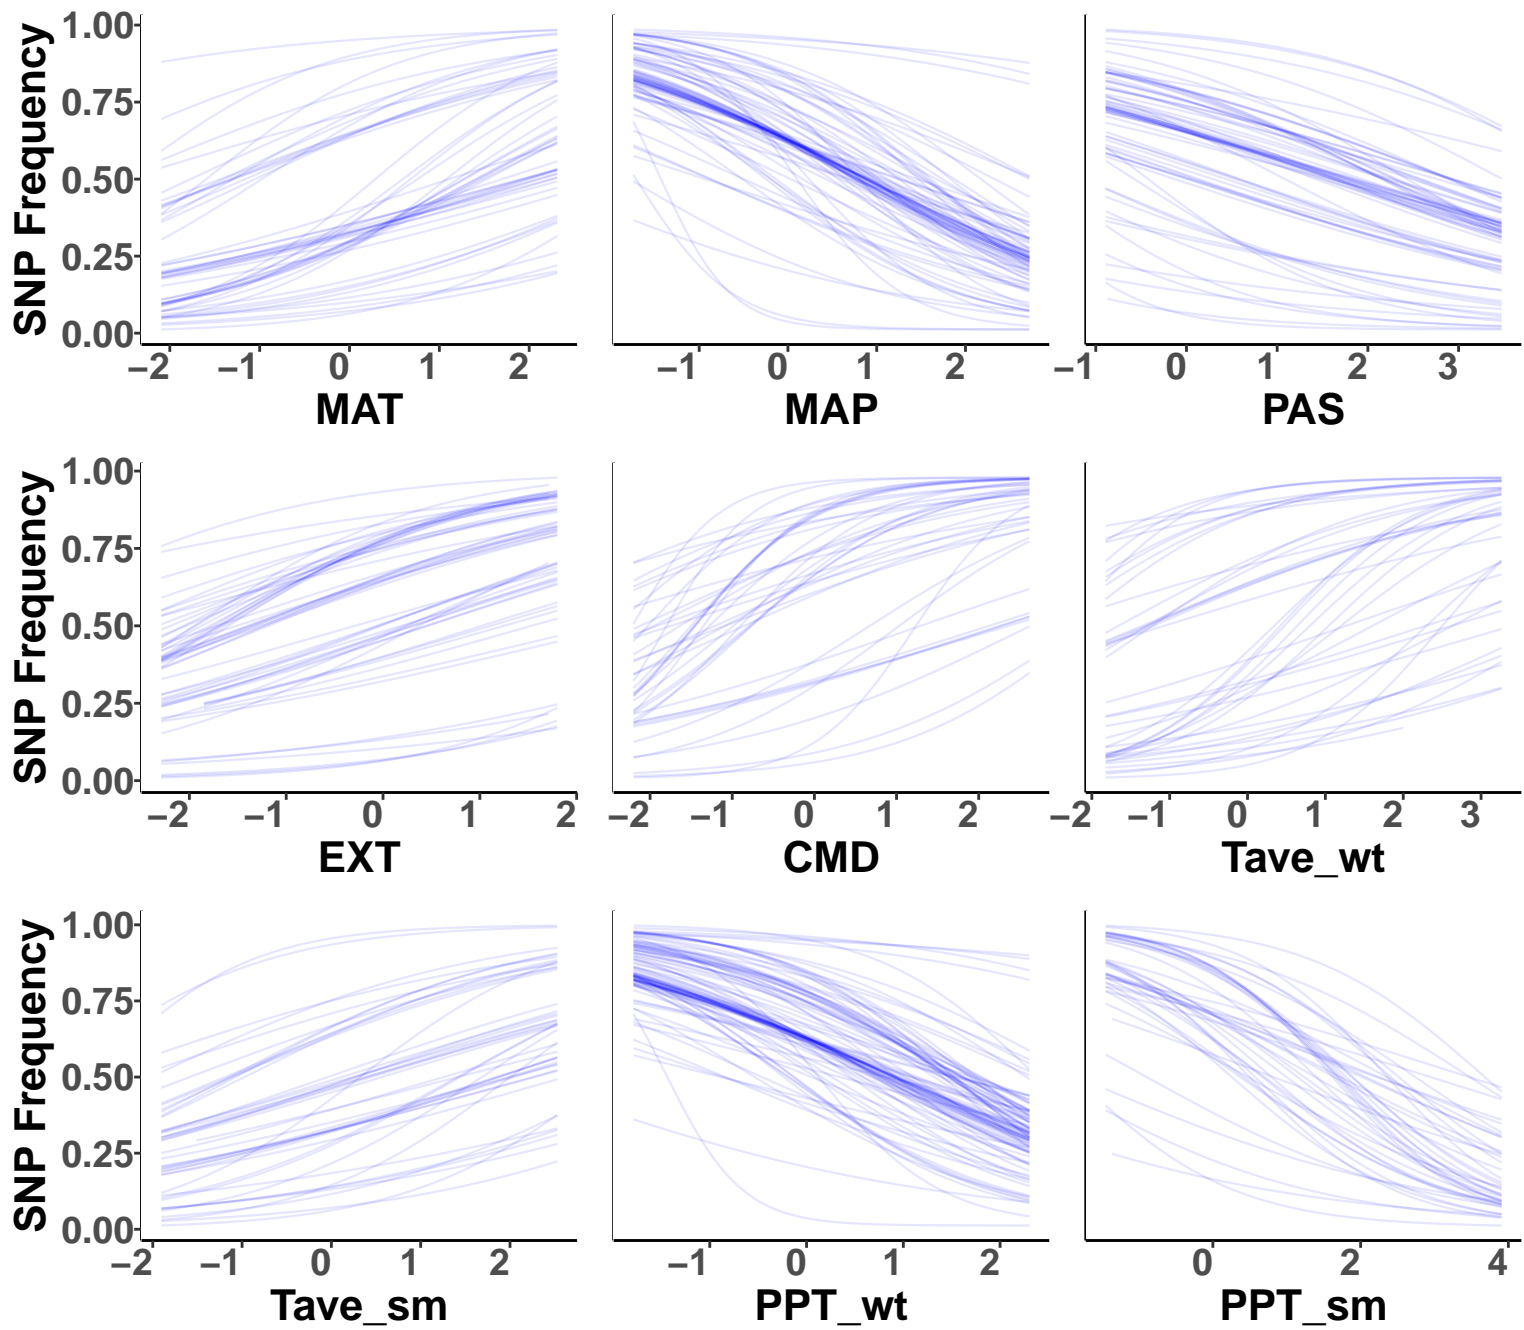 SNP Frequency
1.00
0.75
0.50
0.25
0.00
−2 −1 0 1 2
MAT
−1 0 1 2
MAP
−1 0 1 2 3
PAS
SNP Frequency
1.00
0.75
0.50
0.25
0.00
−2 −1 0 1 2
EXT
−2 −1 0 1 2
CMD
−2 −1 0 1 2 3
Tave_wt
SNP Frequency
1.00
0.75
0.50
0.25
0.00
−2 −1 0 1 2
Tave_sm
−1 0 1 2
PPT_wt
0 2 4
PPT_sm